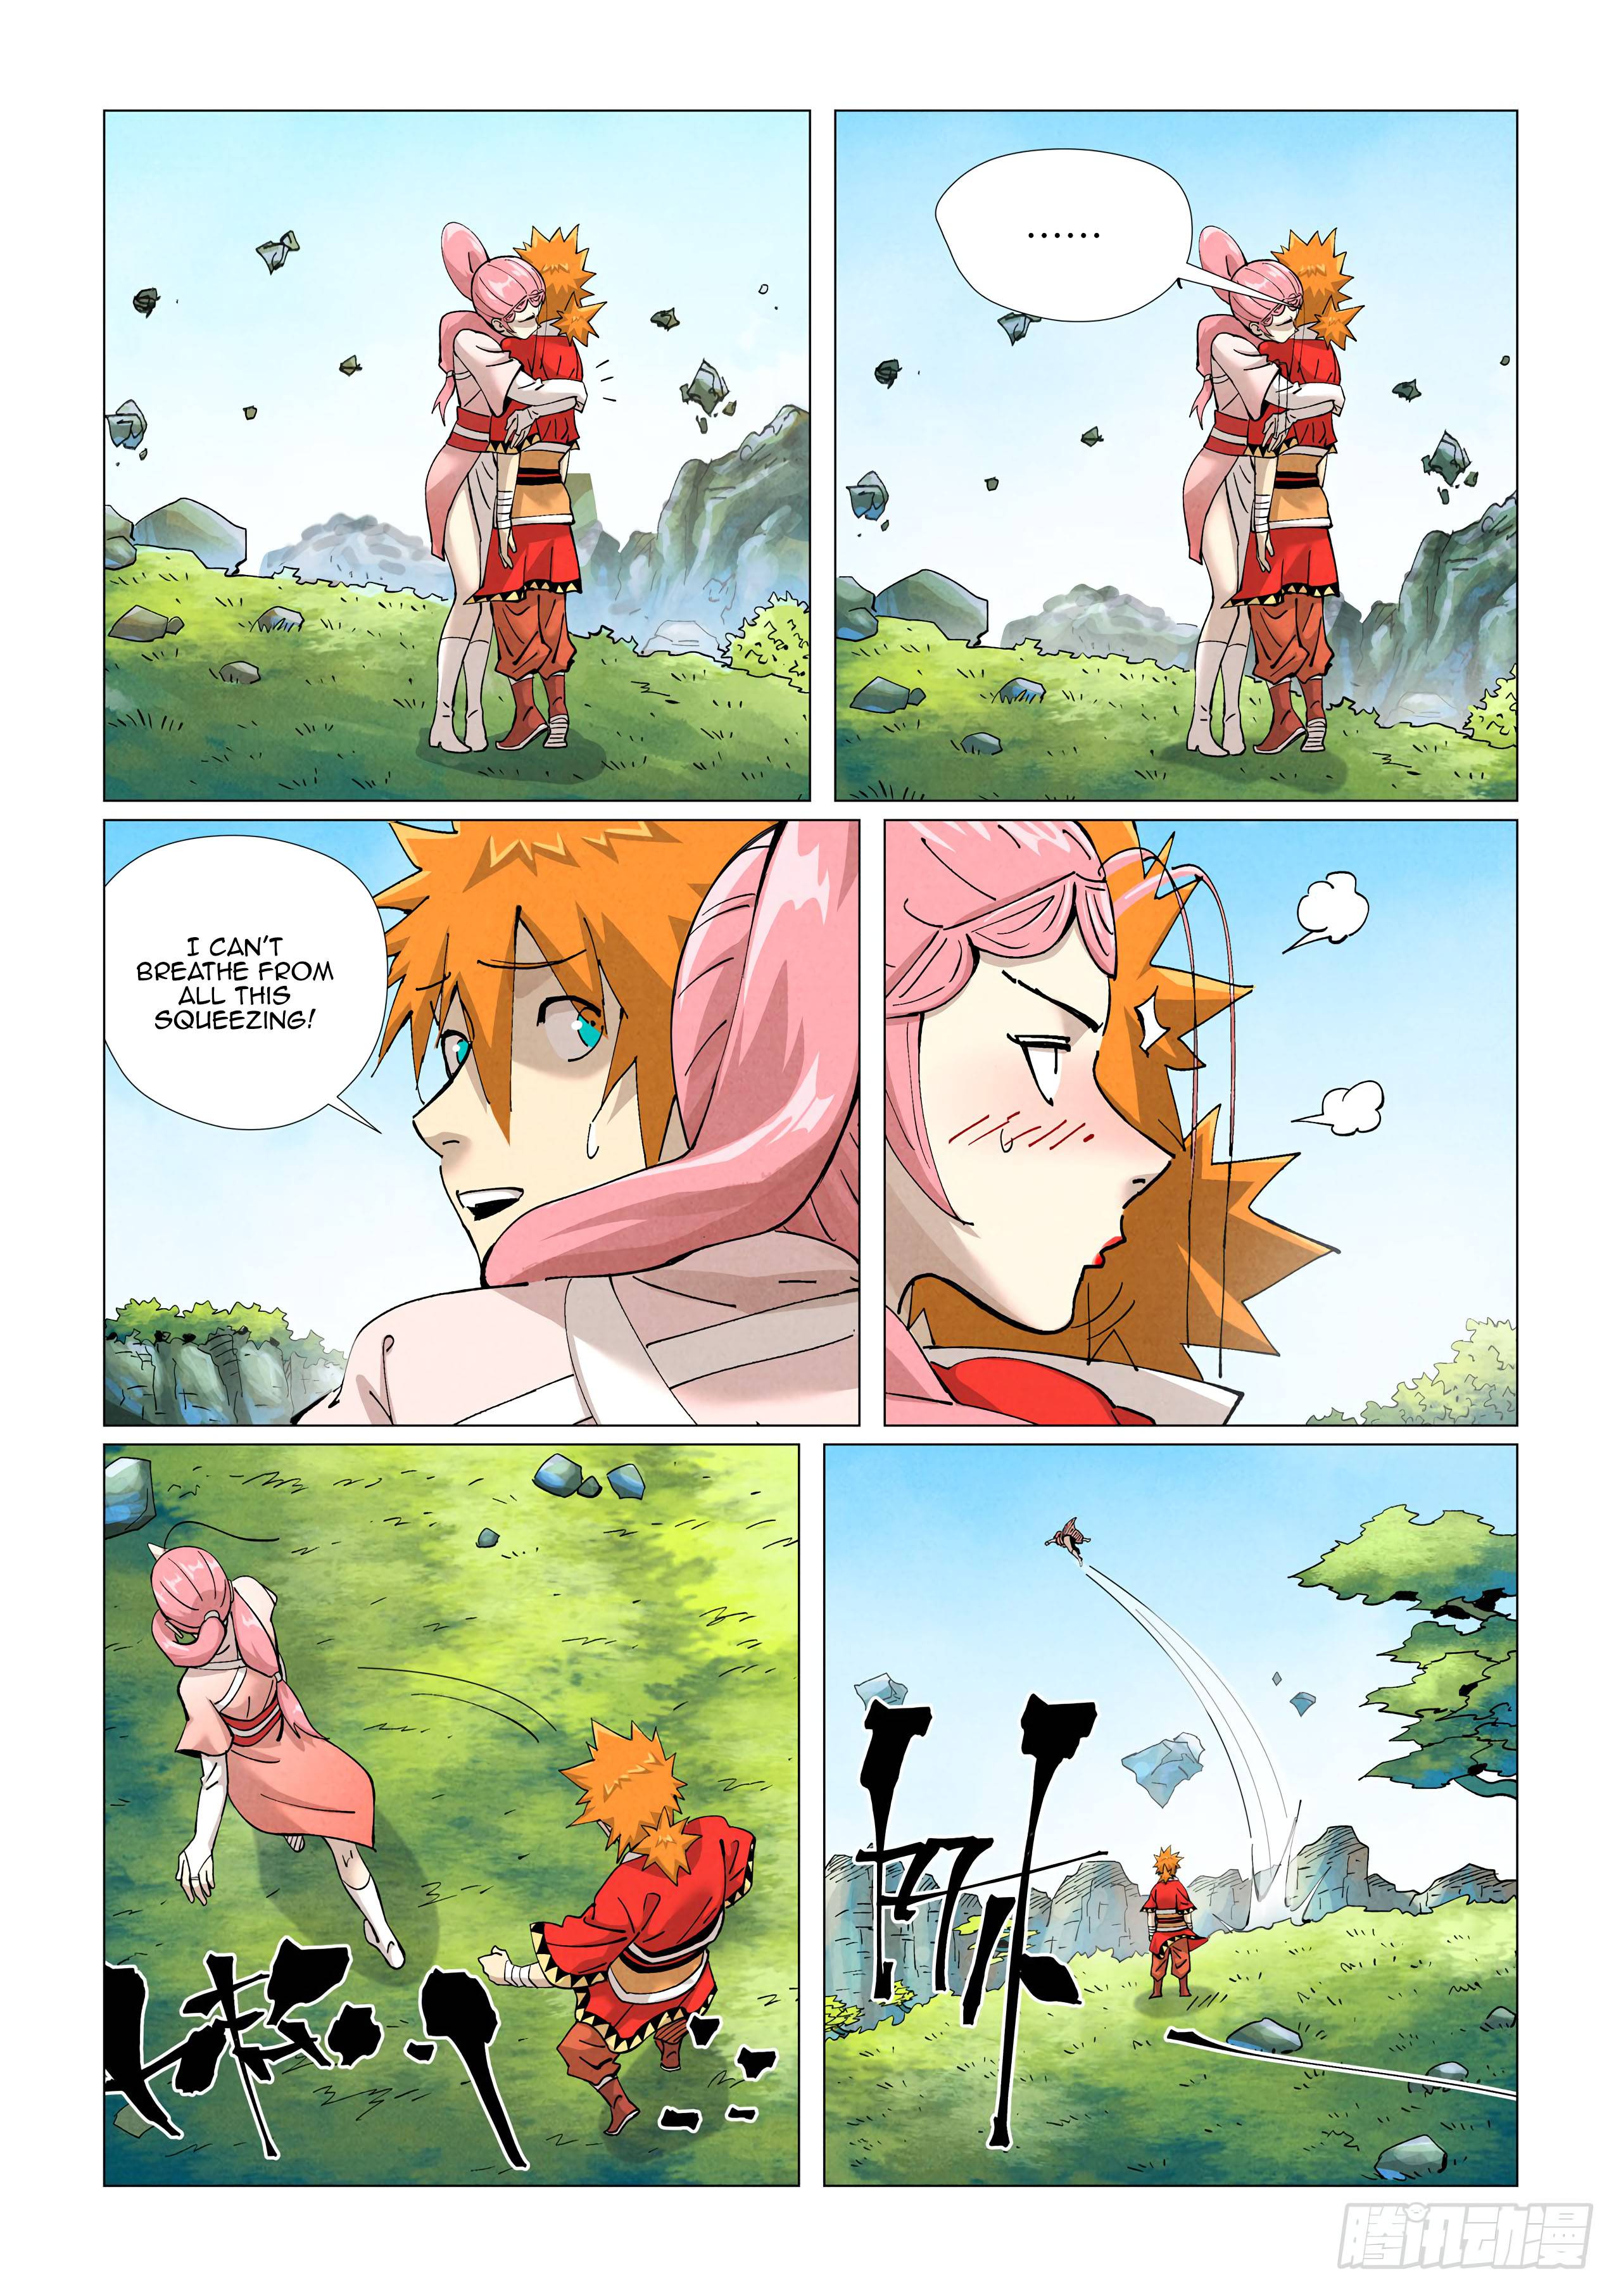 ……
I CAN'T
BREATHE FROM
ALL THIS
SQUEEZING!
腾讯动漫